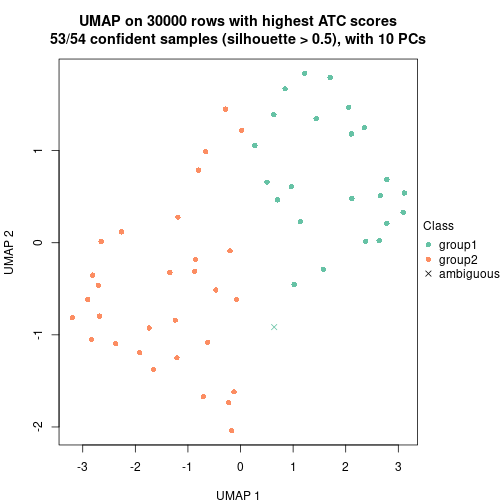 UMAP on 30000 rows with highest ATC scores
53/54 confident samples (silhouette > 0.5), with 10 PCs
1
0
-1
-2
UMAP 2
-3
-2
-1
0
1
2
3
UMAP 1
Class
group1
group2
ambiguous